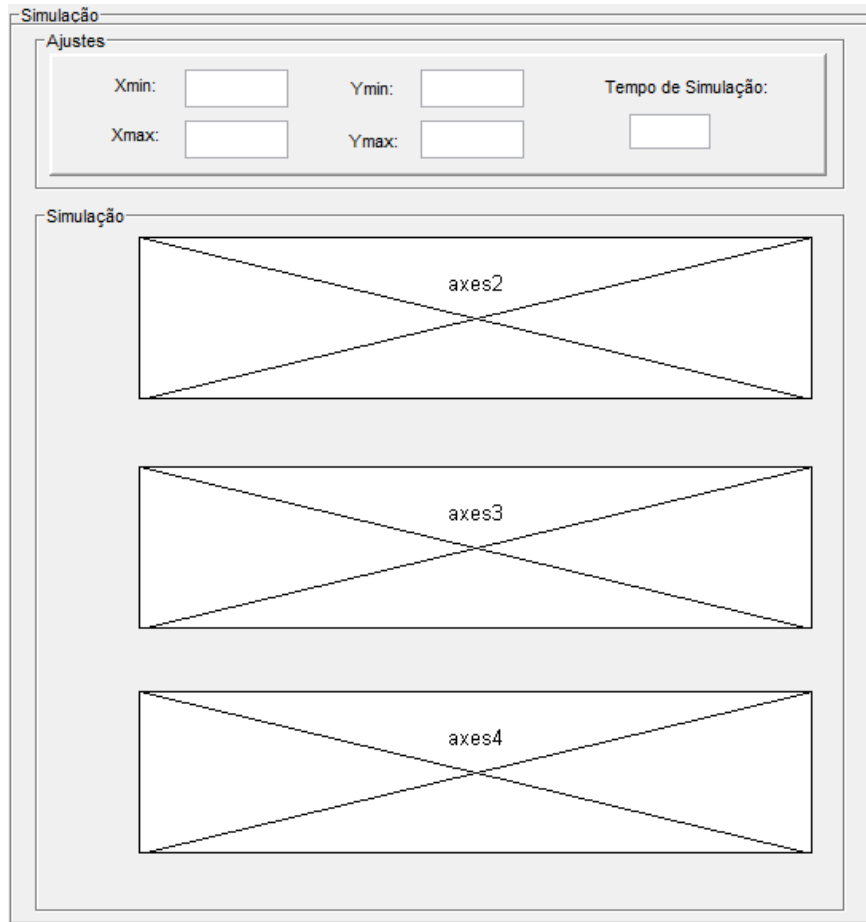 Simulação
Ajustes
Xmin: Ymin: Tempo de Simulação:
Xmax: Ymax:
Simulação
axes2
axes3
axes4